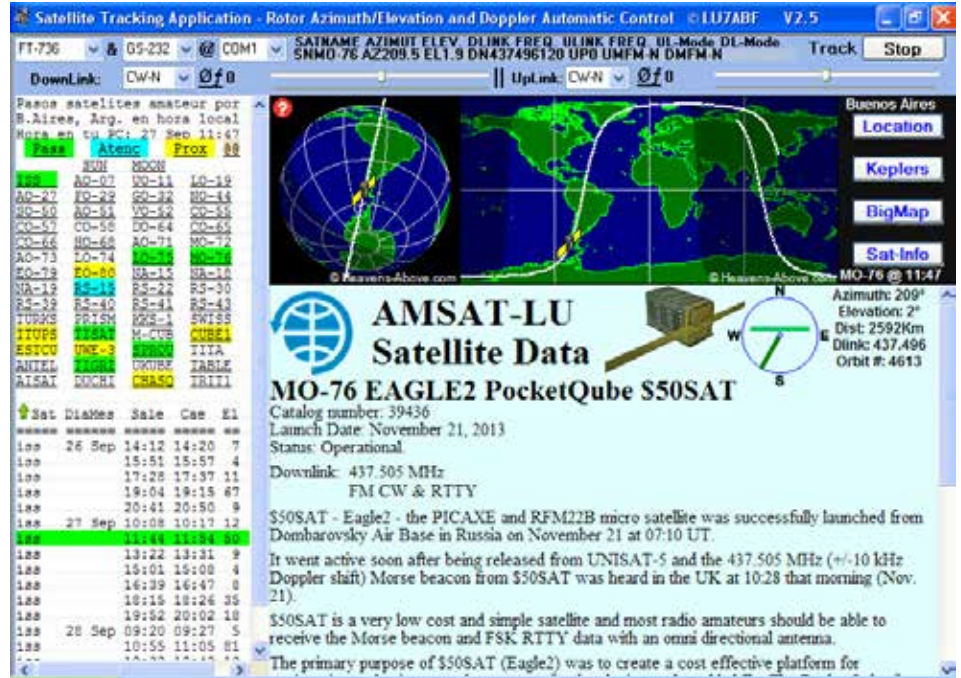 Satellite Tracking Application - Rotor Azimuth/Elevation and Doppler Automatic Control ©LU7ABF V2.5
FT-736 & GS-232 @ COM1 SATNAME AZIMUT ELEV DLINK FREQ ULINK FREQ UL-Mode DL-Mode Track Stop
SNMO-76 AZ209.5 EL1.9 DN437496120 UP0 UMFM-N DMFM-N
DownLink: CW-N Øf0 || UpLink: CW-N Øf0
Pasos satelites amateur por
B.Aires, Arg. en hora local
Hora en tu PC: 27 Sep 11:47
Pass Atenc Prox @@
SUN MOON
ISS AO-07 UO-11 LO-19
AO-27 FO-29 GO-32 NO-44
SO-50 AO-51 VO-52 CO-55
CO-57 CO-58 DO-64 CO-65
CO-66 HO-68 AO-71 MO-72
AO-73 LO-74 LO-75 MO-76
EO-79 EO-80 NA-15 NA-18
NA-19 RS-15 RS-22 RS-30
RS-39 RS-40 RS-41 RS-43
TURKS PRISM KKS-1 SWISS
ITUPS TISAT M-CUB CUBE1
ESTCU UWE-3 SPROU TITA
ANTEL TIGRI UKUBE TABLE
AISAT DUCHI CHASQ TRIT1
Sat DiaMes Sale Cae El
===== ====== ===== ===== ==
iss 26 Sep 14:12 14:20 7
iss 15:51 15:57 4
iss 17:28 17:37 11
iss 19:04 19:15 67
iss 20:41 20:50 9
iss 27 Sep 10:08 10:17 12
iss 11:44 11:54 50
iss 13:22 13:31 9
iss 15:01 15:08 4
iss 16:39 16:47 8
iss 18:15 18:26 35
iss 19:52 20:02 18
iss 28 Sep 09:20 09:27 5
iss 10:55 11:05 81
?
© Heavens-Above.com
© Heavens-Above.com
Buenos Aires
Location
Keplers
BigMap
Sat-Info
MO-76 @ 11:47
AMSAT-LU
Satellite Data
N
W E
S
Azimuth: 209°
Elevation: 2°
Dist: 2592Km
Dlink: 437.496
Orbit #: 4613
MO-76 EAGLE2 PocketQube $50SAT
Catalog number: 39436
Launch Date: November 21, 2013
Status: Operational
Downlink: 437.505 MHz
FM CW & RTTY
$50SAT - Eagle2 - the PICAXE and RFM22B micro satellite was successfully launched from
Dombarovsky Air Base in Russia on November 21 at 07:10 UT.
It went active soon after being released from UNISAT-5 and the 437.505 MHz (+/-10 kHz
Doppler shift) Morse beacon from $50SAT was heard in the UK at 10:28 that morning (Nov.
21).
$50SAT is a very low cost and simple satellite and most radio amateurs should be able to
receive the Morse beacon and FSK RTTY data with an omni directional antenna.
The primary purpose of $50SAT (Eagle2) was to create a cost effective platform for